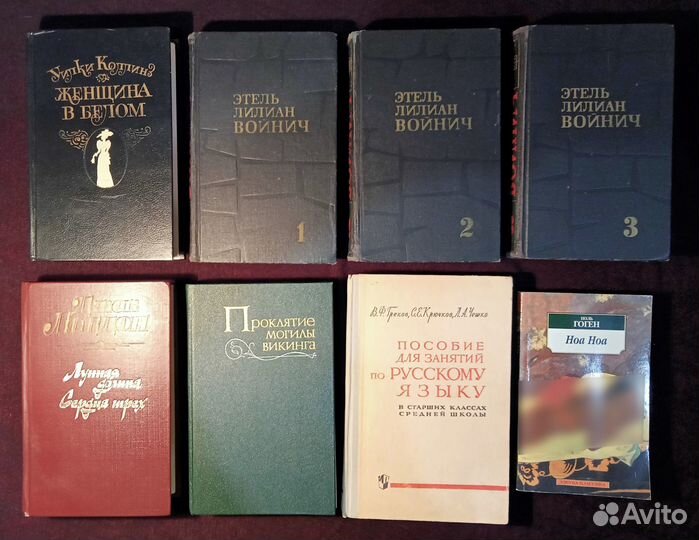 Уилки Коллинз
ЖЕНЩИНА
В БЕЛОМ
ЭТЕЛЬ
ЛИЛИАН
ВОЙНИЧ
1
ЭТЕЛЬ
ЛИЛИАН
ВОЙНИЧ
2
ЭТЕЛЬ
ЛИЛИАН
ВОЙНИЧ
3
Джек
Лондон
Лунная
долина
Сердца трех
ПРОКЛЯТИЕ
МОГИЛЫ
ВИКИНГА
В.Ф.Греков, С.Е.Крючков, Л.А.Чешко
ПОСОБИЕ
ДЛЯ ЗАНЯТИЙ
ПО РУССКОМУ
ЯЗЫКУ
В СТАРШИХ КЛАССАХ
СРЕДНЕЙ ШКОЛЫ
ПОЛЬ
ГОГЕН
Ноа Ноа
АЗБУКА-КЛАССИКА
Avito